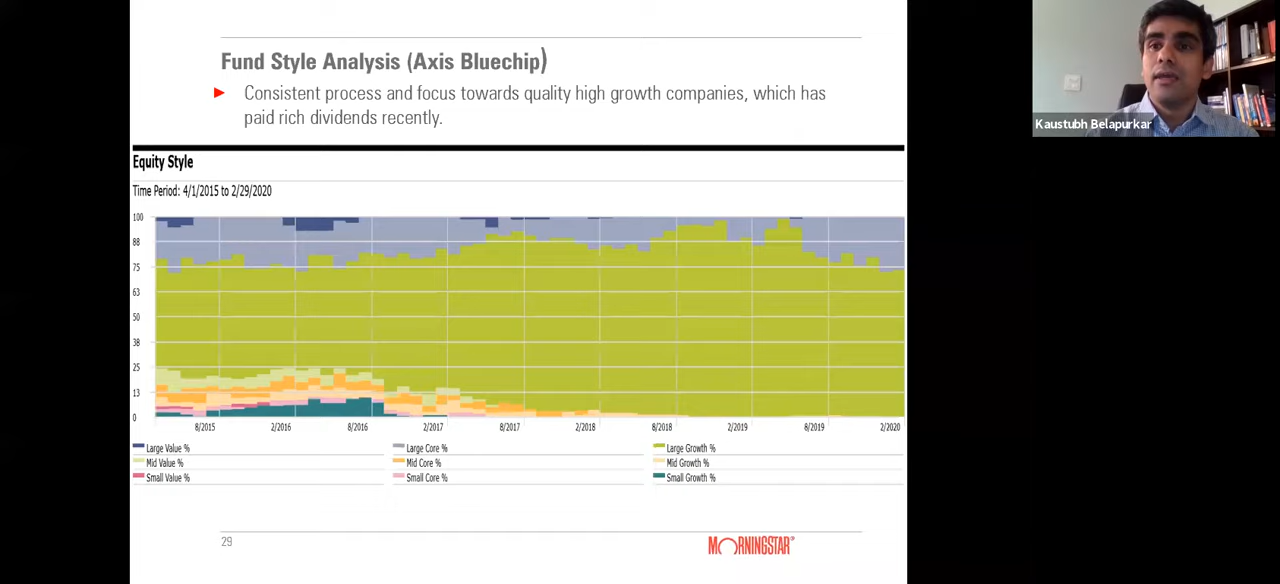 Fund Style Analysis (Axis Bluechip)
Consistent process and focus towards quality high growth companies, which has
paid rich dividends recently.
Kaustubh Belapurkar
Equity Style
Time Period: 4/1/2015 to 2/29/2020
100
88
75
63
50
38
25
13
0
8/2015 2/2016 8/2016 2/2017 8/2017 2/2018 8/2018 2/2019 8/2019 2/2020
Large Value % Large Core % Large Growth %
Mid Value % Mid Core % Mid Growth %
Small Value % Small Core % Small Growth %
29
MORNINGSTAR®